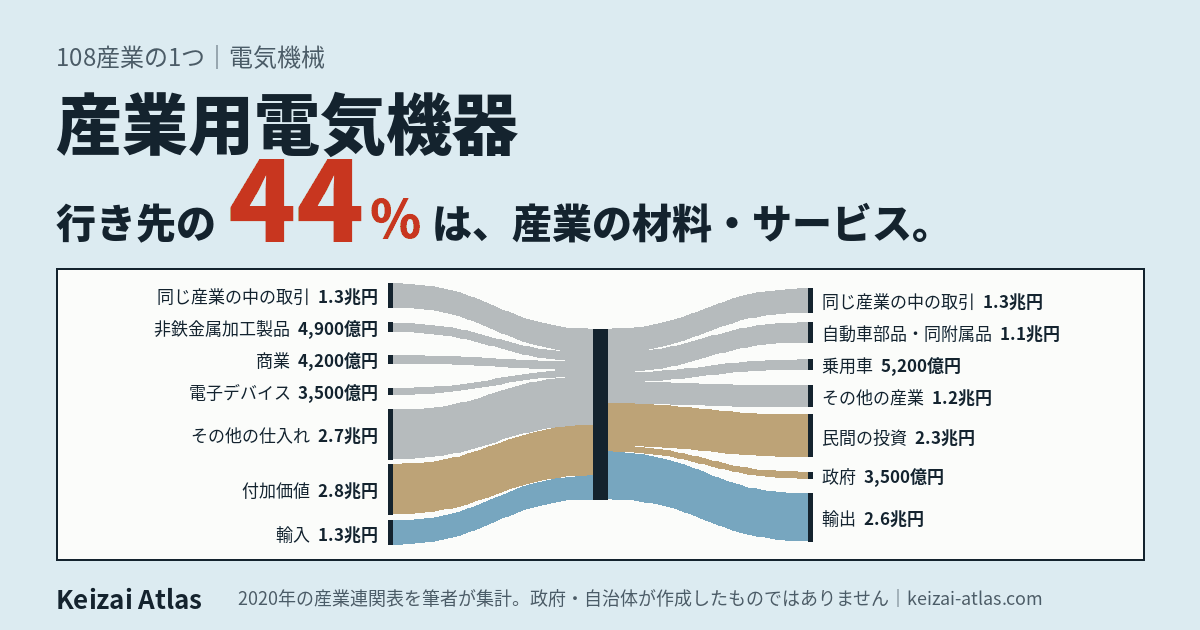 108産業の1つ｜電気機械
産業用電気機器
行き先の 44% は、産業の材料・サービス。
同じ産業の中の取引 1.3兆円
非鉄金属加工製品 4,900億円
商業 4,200億円
電子デバイス 3,500億円
その他の仕入れ 2.7兆円
付加価値 2.8兆円
輸入 1.3兆円
同じ産業の中の取引 1.3兆円
自動車部品・同附属品 1.1兆円
乗用車 5,200億円
その他の産業 1.2兆円
民間の投資 2.3兆円
政府 3,500億円
輸出 2.6兆円
Keizai Atlas
2020年の産業連関表を筆者が集計。政府・自治体が作成したものではありません｜keizai-atlas.com